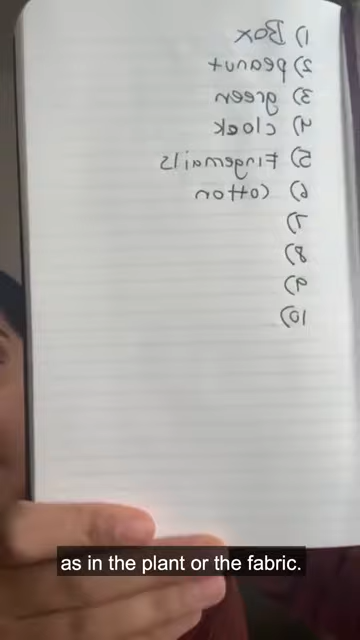 1) Box
2) peanut
3) green
4) clock
5) Fingernails
6) cotton
7)
8)
9)
10)
as in the plant or the fabric.